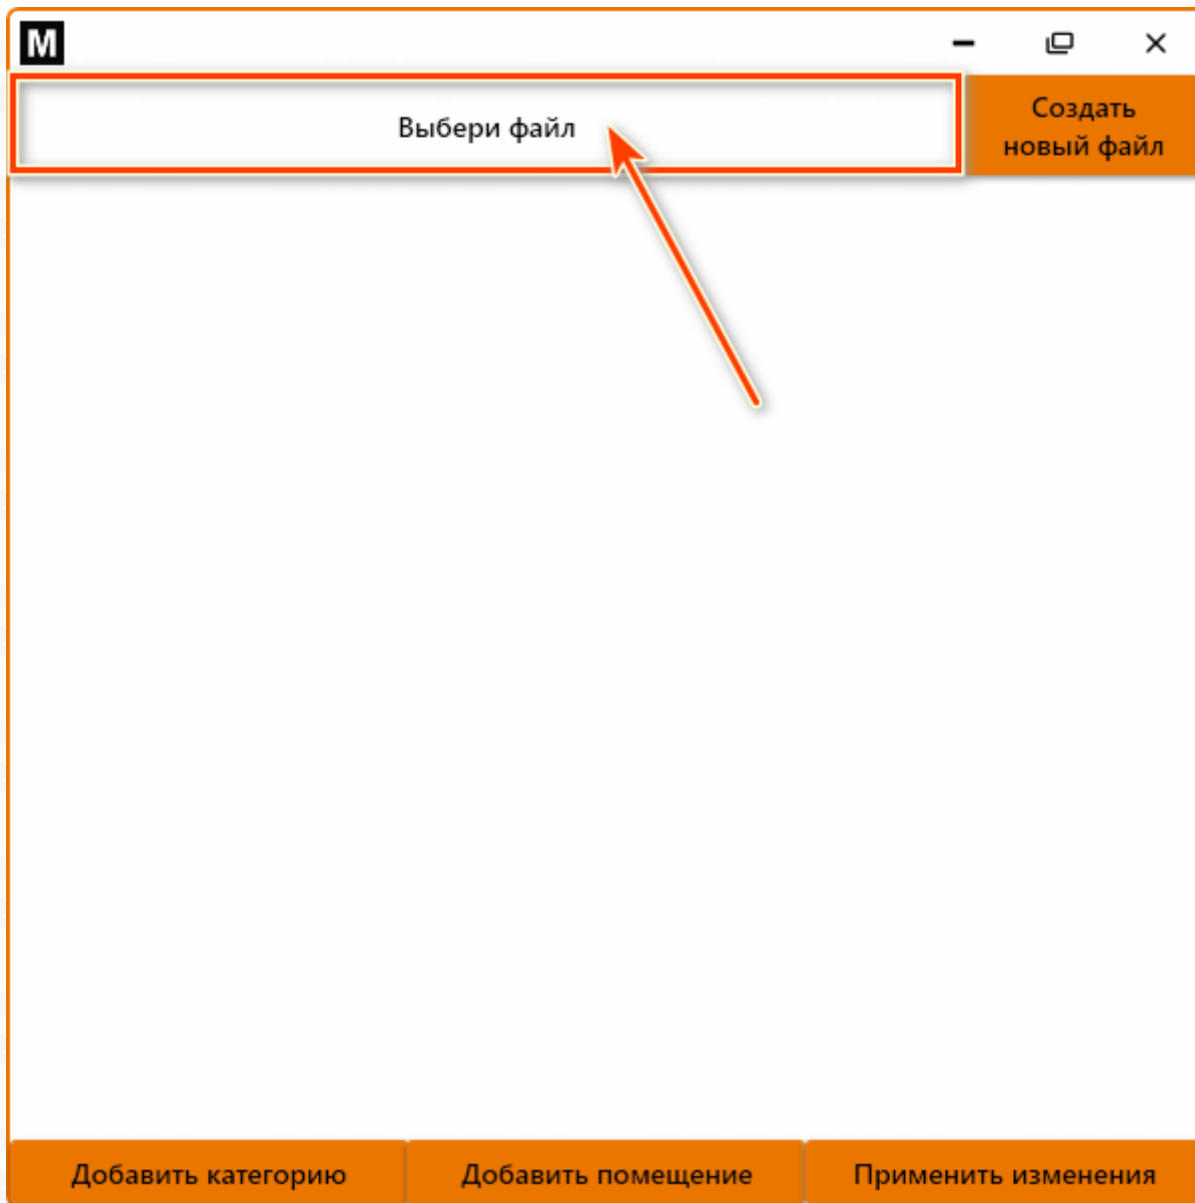 M
Выбери файл
Создать
новый файл
Добавить категорию
Добавить помещение
Применить изменения